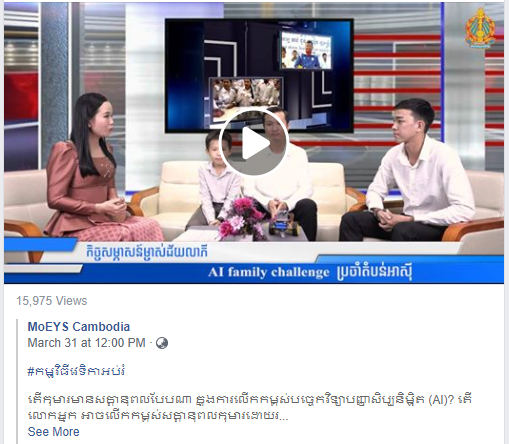 កិច្ចសម្ភាសន៍ម្ចាស់ជ័យលាភី
AI family challenge ប្រចាំតំបន់អាស៊ី
15,975 Views
MoEYS Cambodia
March 31 at 12:00 PM ·
#កម្មវិធីវេទិកាអប់រំ
តើកុមារមានសក្តានុពលបែបណា ក្នុងការលើកកម្ពស់បច្ចេកវិទ្យាបញ្ញាសិប្បនិម្មិត (AI)? តើ
លោកអ្នក អាចលើកកម្ពស់សក្តានុពលកុមារដោយរ...
See More